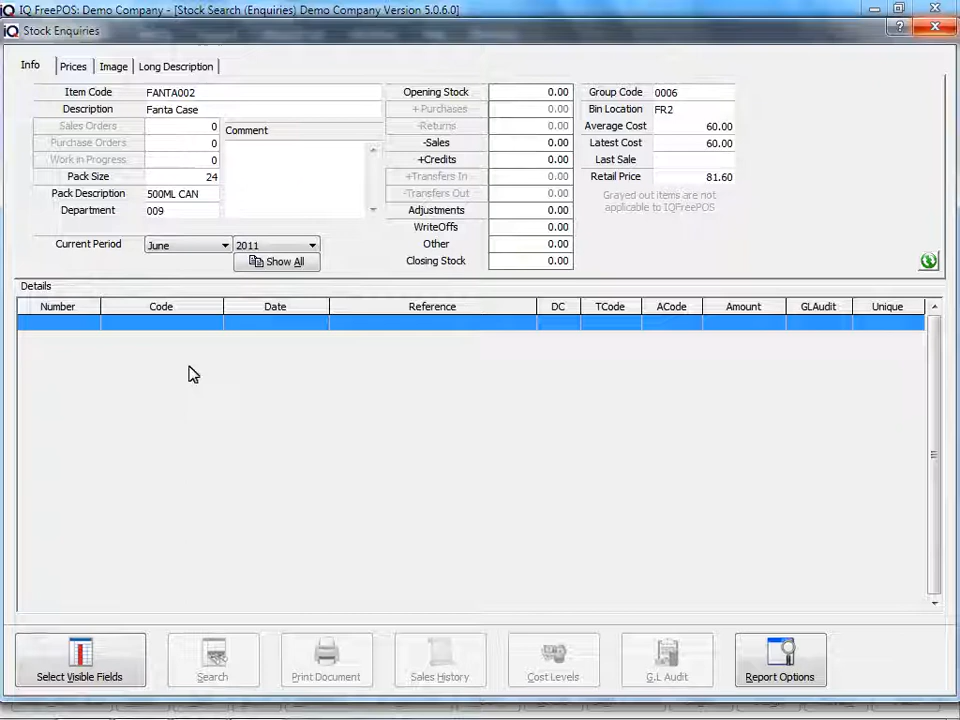 IQ FreePOS: Demo Company - [Stock Search (Enquiries) Demo Company Version 5.0.6.0]
Stock Enquiries
Info Prices Image Long Description
Item Code FANTA002 Opening Stock 0.00 Group Code 0006
Description Fanta Case +Purchases 0.00 Bin Location FR2
Sales Orders 0 Comment -Returns 0.00 Average Cost 60.00
Purchase Orders 0 -Sales 0.00 Latest Cost 60.00
Work in Progress 0 +Credits 0.00 Last Sale
Pack Size 24 +Transfers In 0.00 Retail Price 81.60
Pack Description 500ML CAN -Transfers Out 0.00 Grayed out items are not
Department 009 Adjustments 0.00 applicable to IQFreePOS
WriteOffs 0.00
Current Period June 2011 Other 0.00
Show All Closing Stock 0.00
Details
Number Code Date Reference DC TCode ACode Amount GLAudit Unique
Select Visible Fields Search Print Document Sales History Cost Levels G.L Audit Report Options